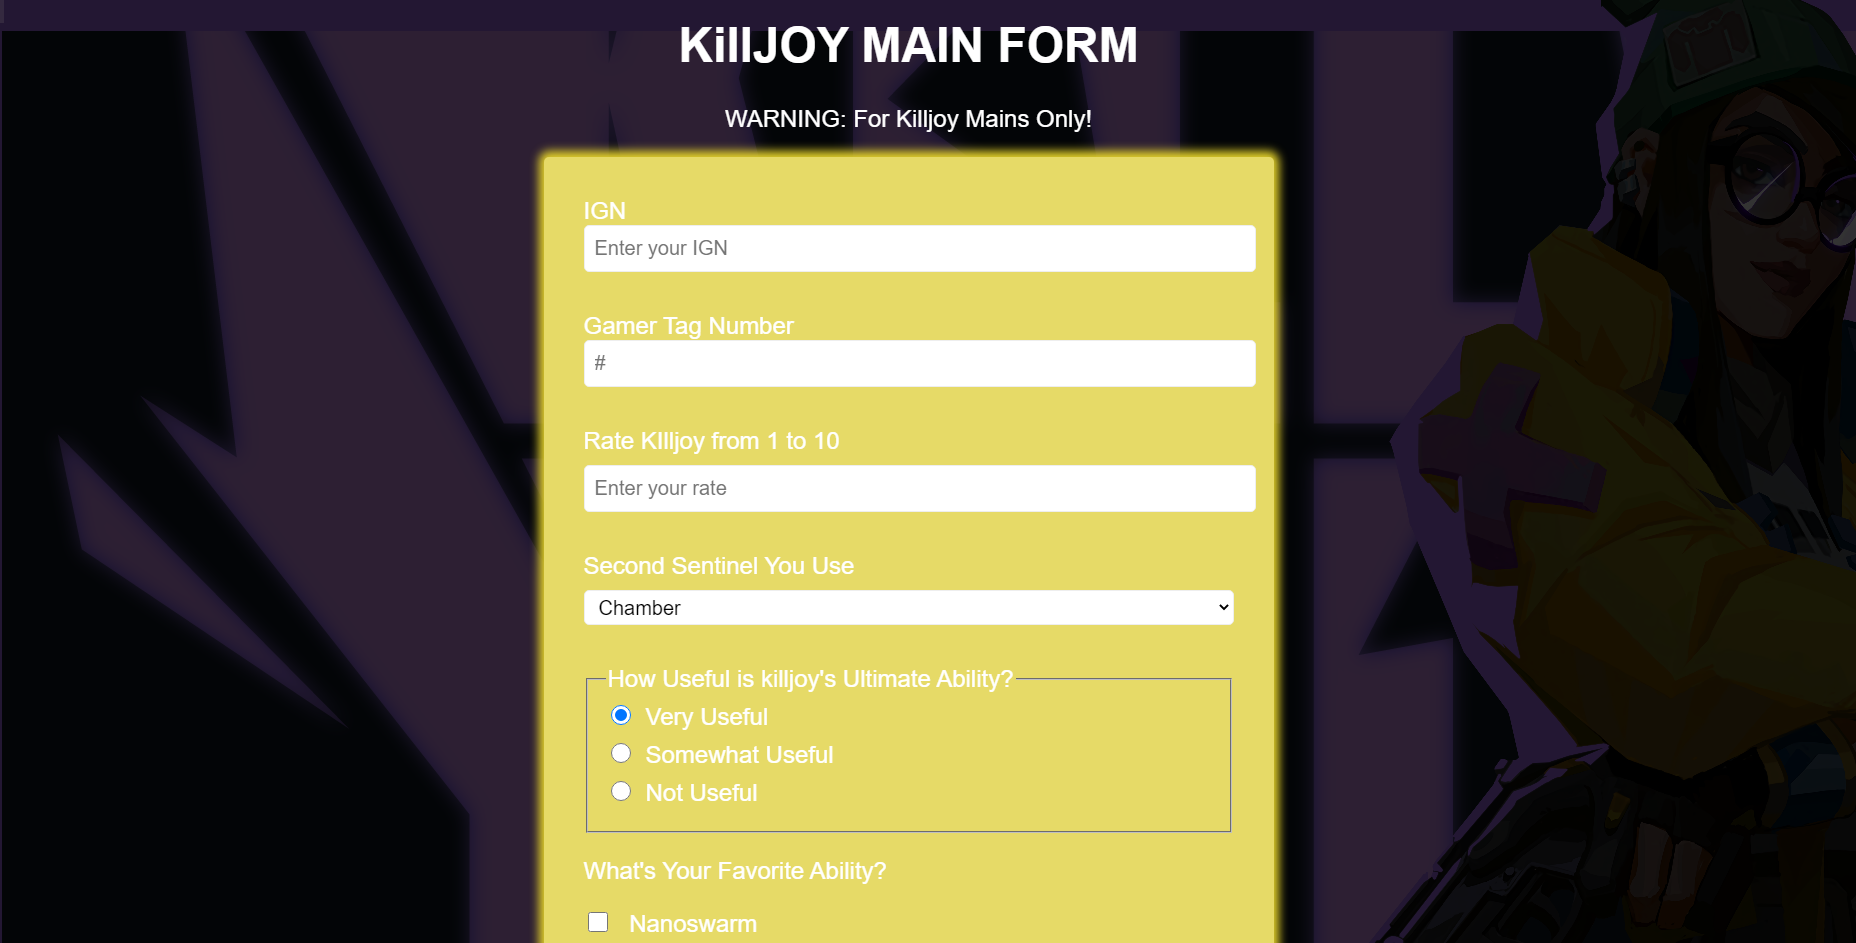 KillJOY MAIN FORM
WARNING: For Killjoy Mains Only!
IGN
Enter your IGN
Gamer Tag Number
#
Rate KIlljoy from 1 to 10
Enter your rate
Second Sentinel You Use
Chamber
How Useful is killjoy's Ultimate Ability?
Very Useful
Somewhat Useful
Not Useful
What's Your Favorite Ability?
Nanoswarm